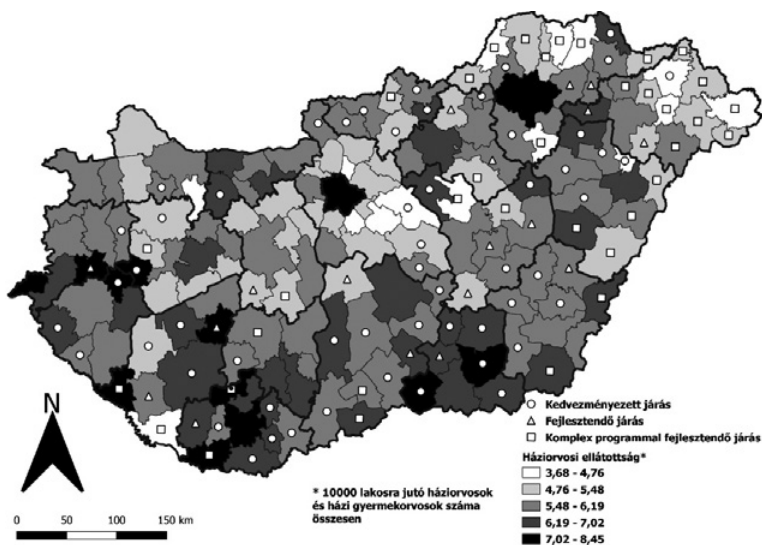 N
0 50 100 150 km
* 10000 lakosra jutó háziorvosok
és házi gyermekorvosok száma
összesen
Kedvezményezett járás
Fejlesztendő járás
Komplex programmal fejlesztendő járás
Háziorvosi ellátottság*
3,68 - 4,76
4,76 - 5,48
5,48 - 6,19
6,19 - 7,02
7,02 - 8,45